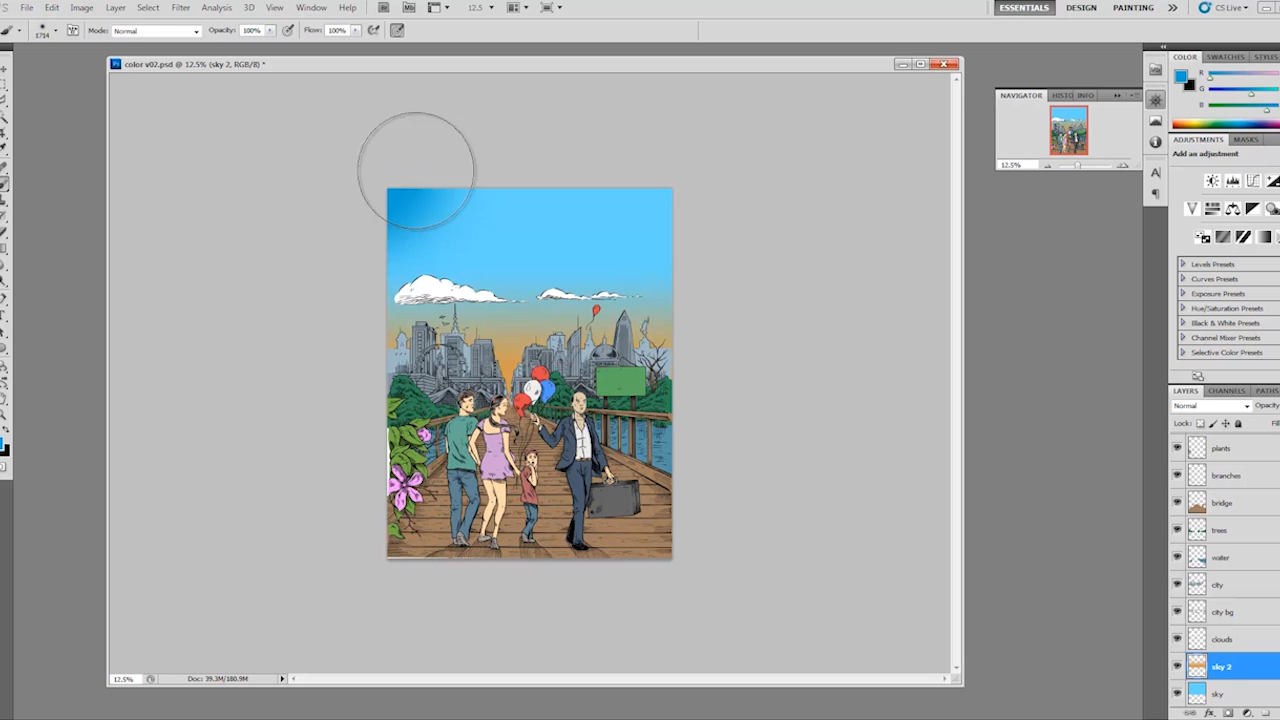 File Edit Image Layer Select Filter Analysis 3D View Window Help 12.5 ESSENTIALS DESIGN PAINTING CS Live
1714 Mode: Normal Opacity: 100% Flow: 100%
color v02.psd @ 12.5% (sky 2, RGB/8) *
COLOR SWATCHES STYLES
R
G
B
NAVIGATOR HISTO INFO
12.5%
ADJUSTMENTS MASKS
Add an adjustment
Levels Presets
Curves Presets
Exposure Presets
Hue/Saturation Presets
Black & White Presets
Channel Mixer Presets
Selective Color Presets
LAYERS CHANNELS PATHS
Normal Opacity
Lock: Fil
plants
branches
bridge
trees
water
city
city bg
clouds
sky 2
sky
12.5% Doc: 39.3M/180.9M